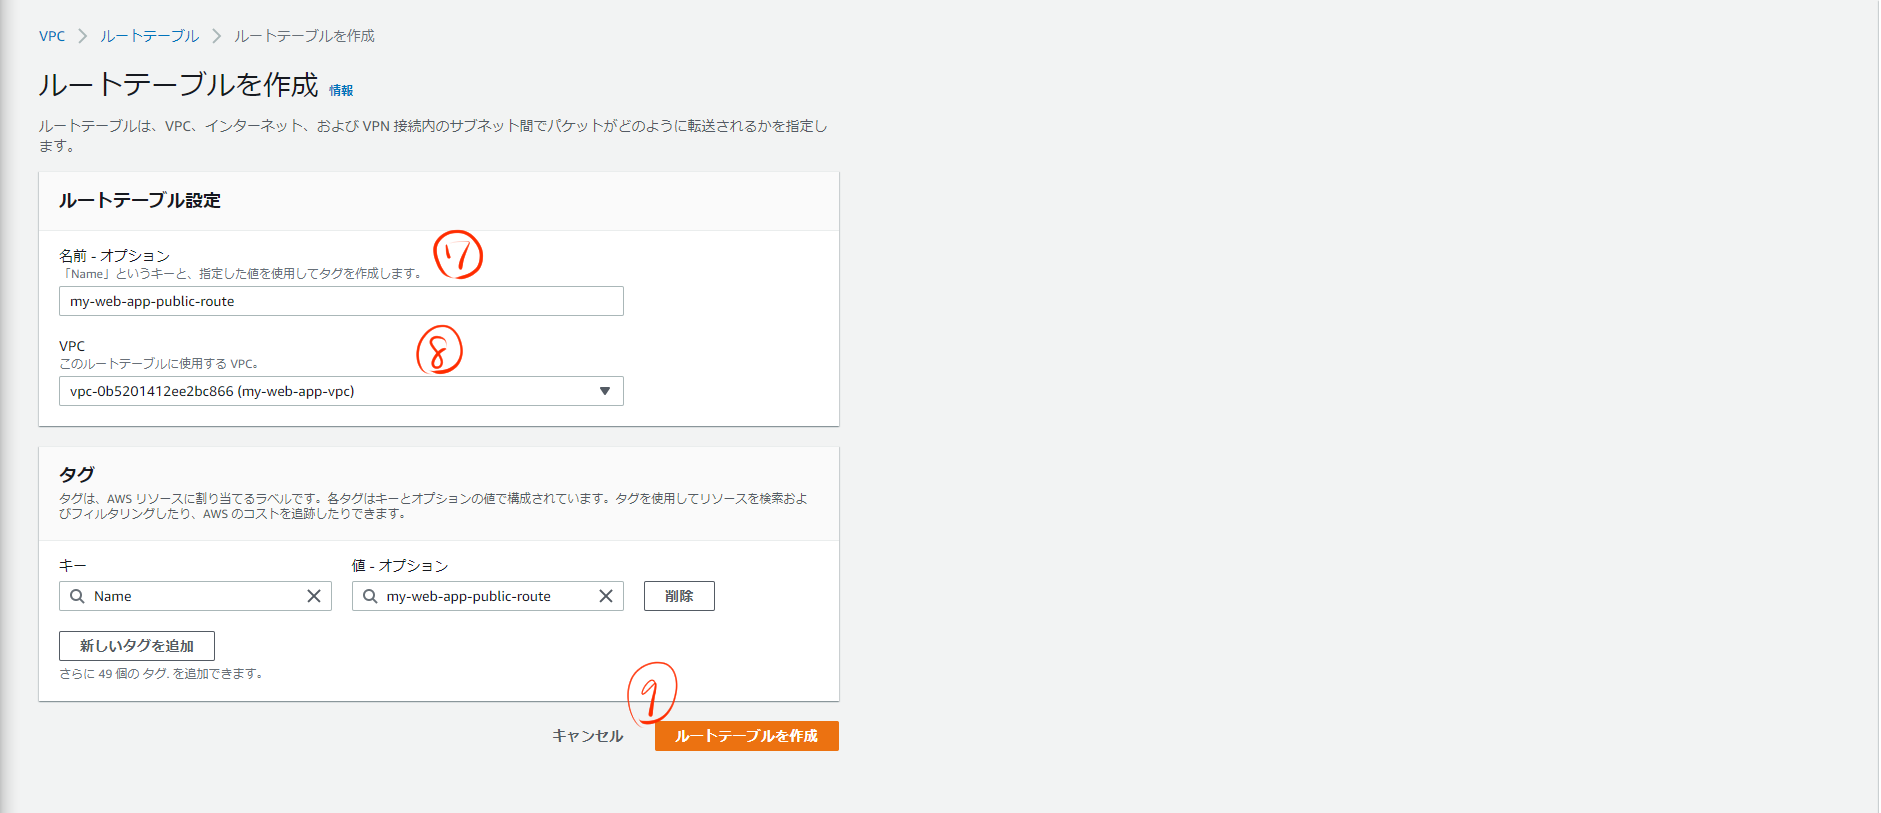 VPC > ルートテーブル > ルートテーブルを作成
ルートテーブルを作成 情報
ルートテーブルは、VPC、インターネット、および VPN 接続内のサブネット間でパケットがどのように転送されるかを指定し
ます。
ルートテーブル設定
名前 - オプション ⑦
「Name」というキーと、指定した値を使用してタグを作成します。
my-web-app-public-route
VPC ⑧
このルートテーブルに使用する VPC。
vpc-0b5201412ee2bc866 (my-web-app-vpc)
タグ
タグは、AWS リソースに割り当てるラベルです。各タグはキーとオプションの値で構成されています。タグを使用してリソースを検索およ
びフィルタリングしたり、AWS のコストを追跡したりできます。
キー 値 - オプション
Name my-web-app-public-route 削除
新しいタグを追加
さらに 49 個の タグ. を追加できます。
⑨
キャンセル ルートテーブルを作成